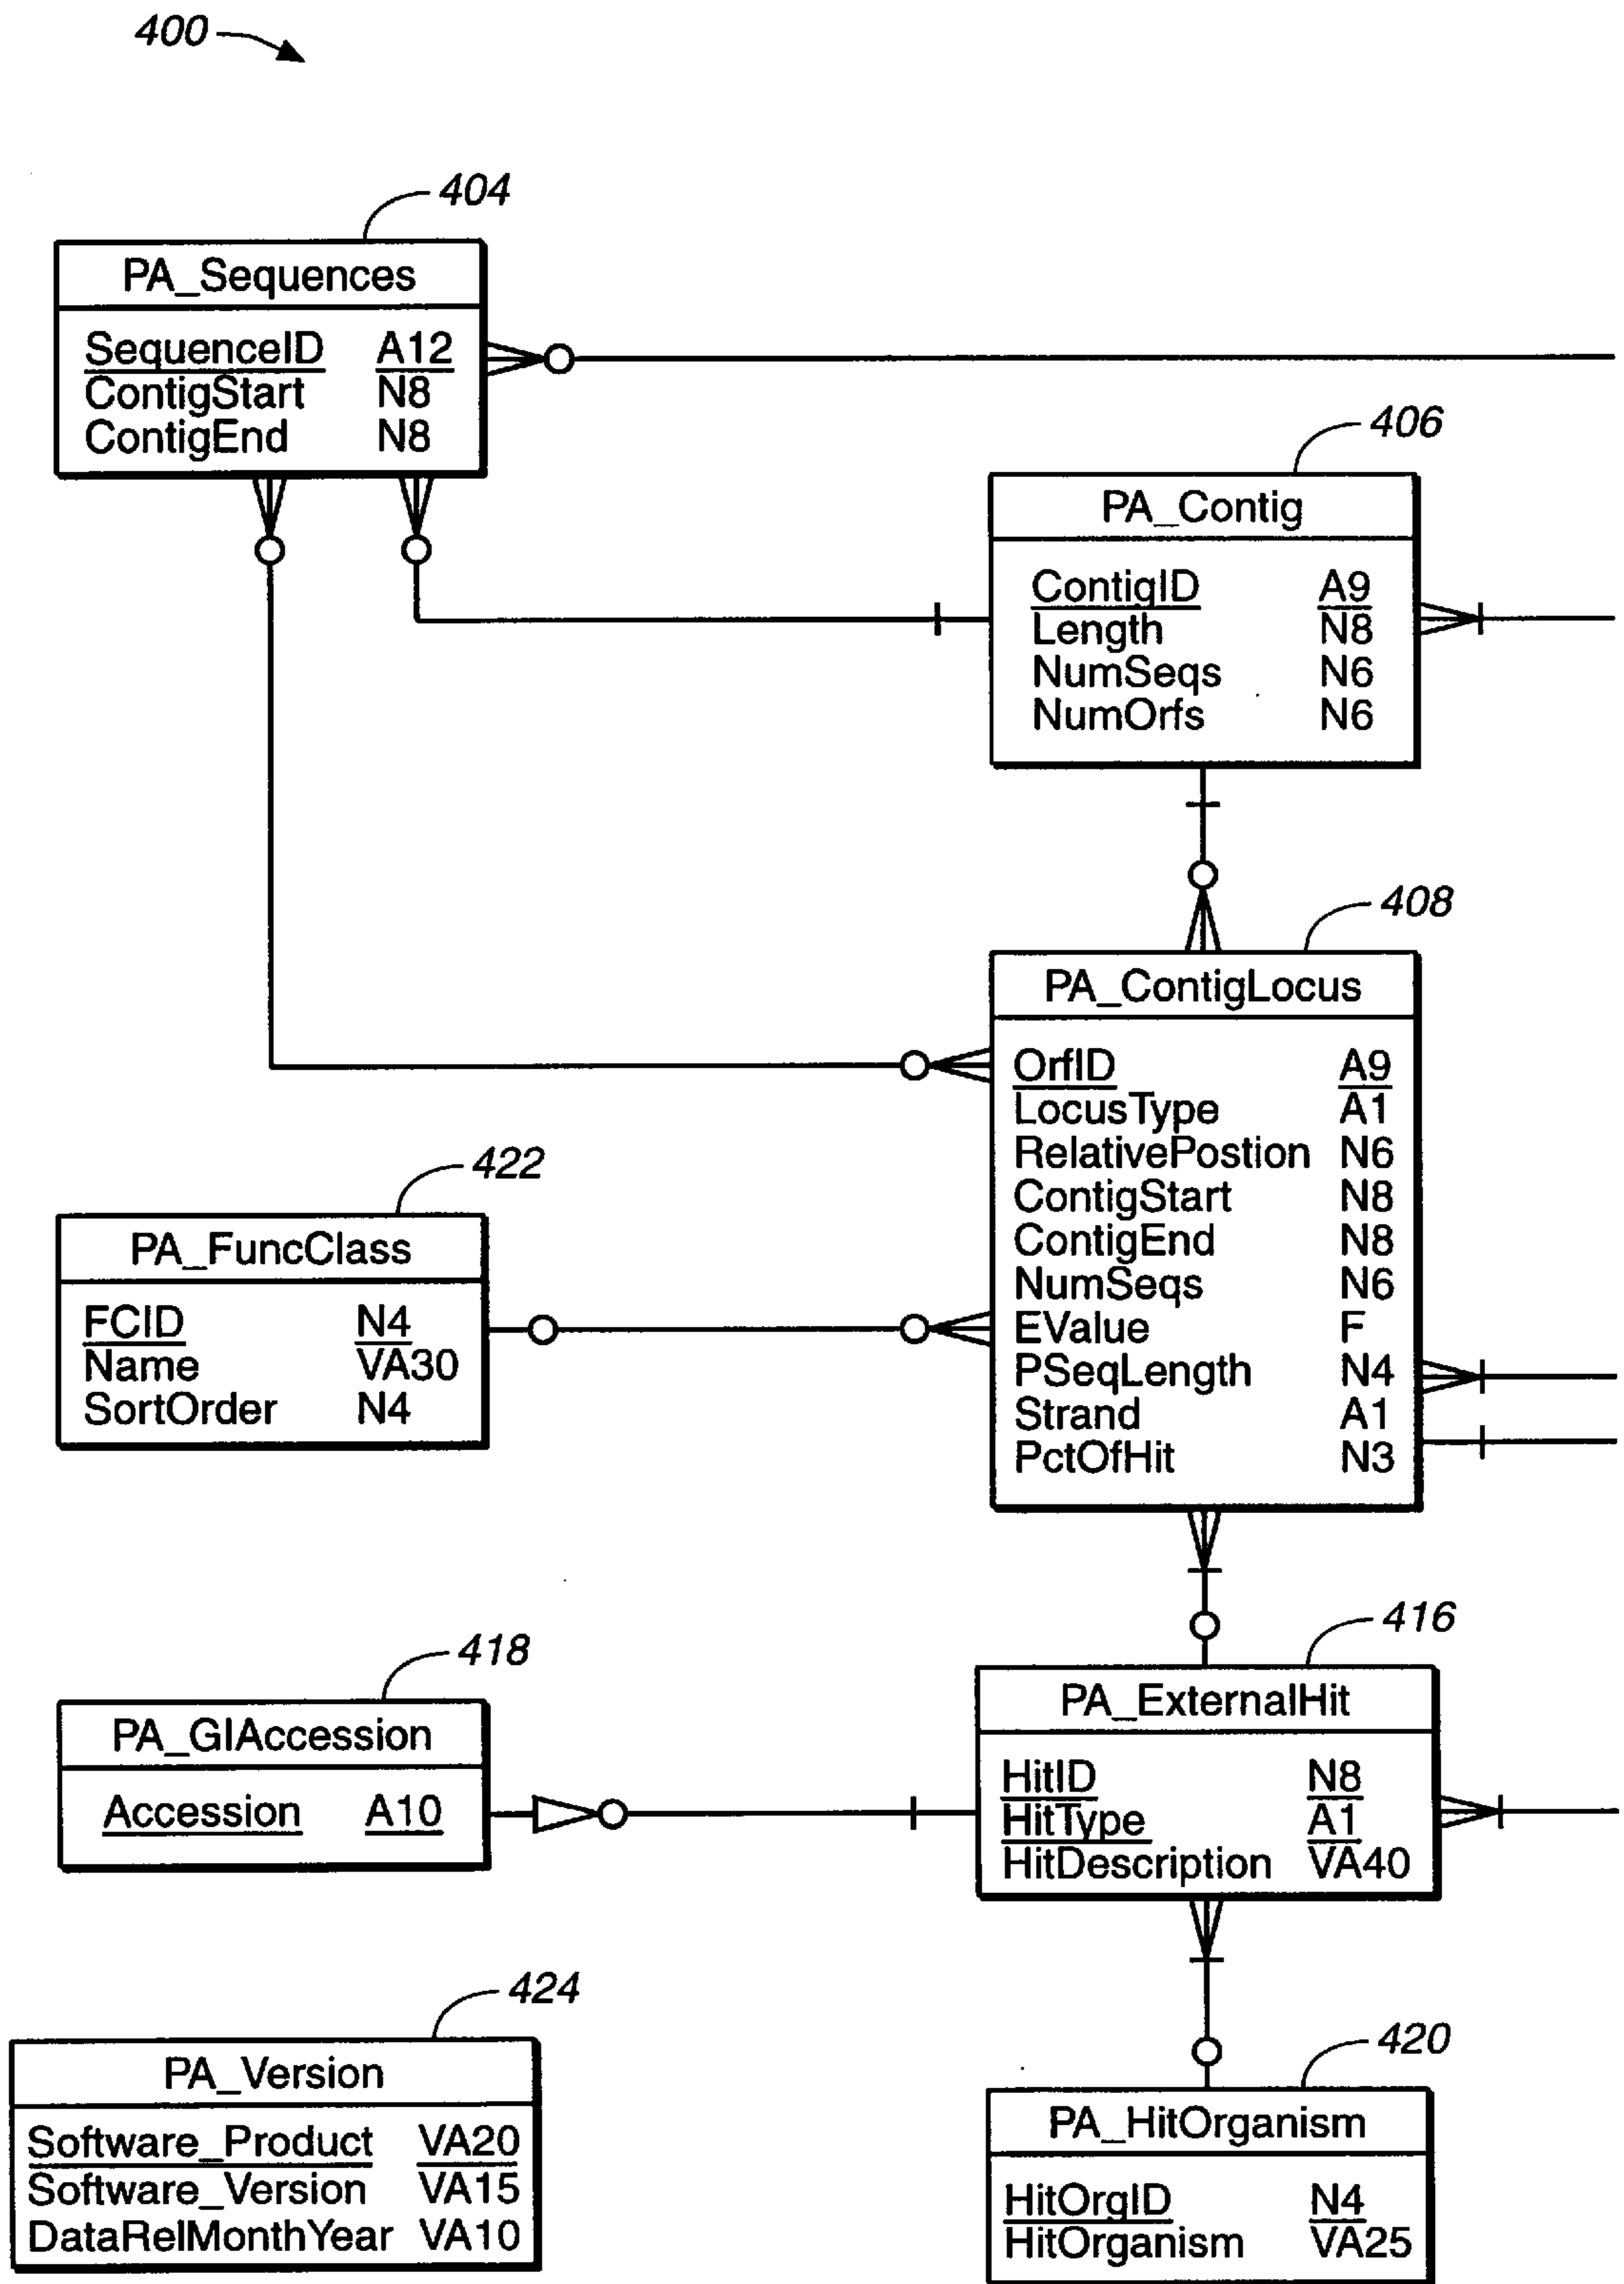 400
404
PA_Sequences
SequenceID A12
ContigStart N8
ContigEnd N8
406
PA_Contig
ContigID A9
Length N8
NumSeqs N6
NumOrfs N6
408
PA_ContigLocus
OrfID A9
LocusType A1
RelativePostion N6
ContigStart N8
ContigEnd N8
NumSeqs N6
EValue F
PSeqLength N4
Strand A1
PctOfHit N3
422
PA_FuncClass
FCID N4
Name VA30
SortOrder N4
416
PA_ExternalHit
HitID N8
HitType A1
HitDescription VA40
418
PA_GIAccession
Accession A10
424
PA_Version
Software_Product VA20
Software_Version VA15
DataRelMonthYear VA10
420
PA_HitOrganism
HitOrgID N4
HitOrganism VA25